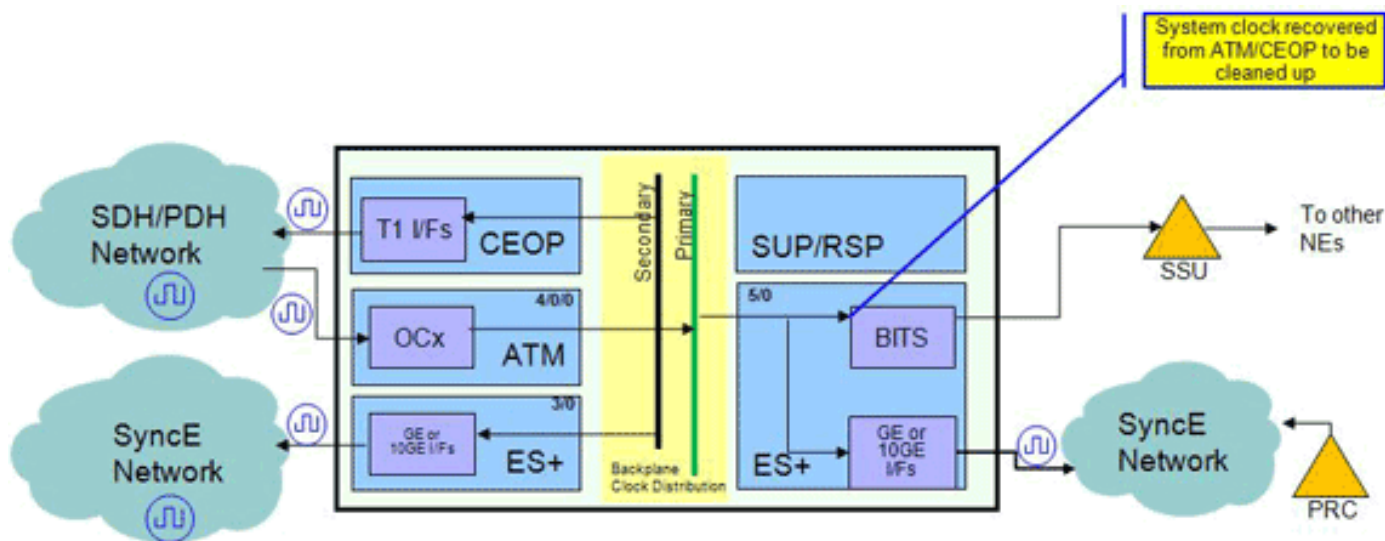 System clock recovered
from ATM/CEOP to be
cleaned up
SDH/PDH
Network
T1 I/Fs
CEOP
Secondary
Primary
SUP/RSP
SSU
To other
NEs
4/0/0
OCx
ATM
5/0
BITS
SyncE
Network
3/0
GE or
10GE I/Fs
ES+
Backplane
Clock Distribution
ES+
GE or
10GE
I/Fs
SyncE
Network
PRC